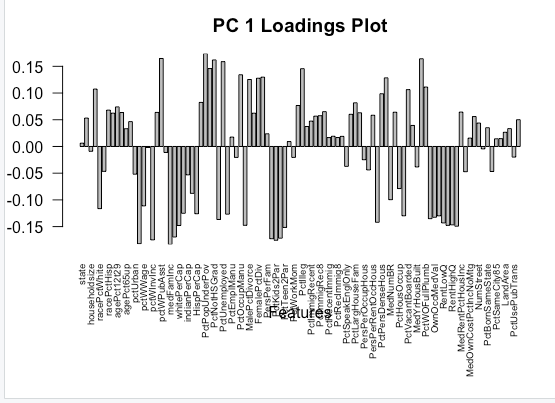 PC 1 Loadings Plot
0.15
0.10
0.05
0.00
-0.05
-0.10
-0.15
state
householdsize
racePctWhite
racePctHisp
agePct12t29
agePct65up
pctUrban
pctWWage
pctWInvInc
pctWPubAsst
medFamInc
whitePerCap
indianPerCap
HispPerCap
PctPopUnderPov
PctNotHSGrad
PctUnemployed
PctEmplManu
PctOccupManu
MalePctDivorce
FemalePctDiv
PersPerFam
PctKids2Par
PctTeen2Par
PctWorkMom
PctIlleg
PctImmigRecent
PctImmigRec8
PctRecentImmig
PctRecImmig8
PctSpeakEnglOnly
PctLargHouseFam
PersPerOccupHous
PersPerRentOccHous
PctPersDenseHous
MedNumBR
PctHousOccup
PctVacantBoarded
MedYrHousBuilt
PctWOFullPlumb
OwnOccMedVal
RentLowQ
RentHighQ
MedRentPctHousInc
MedOwnCostPctIncNoMtg
NumStreet
PctBornSameState
PctSameCity85
LandArea
PctUsePubTrans
Features